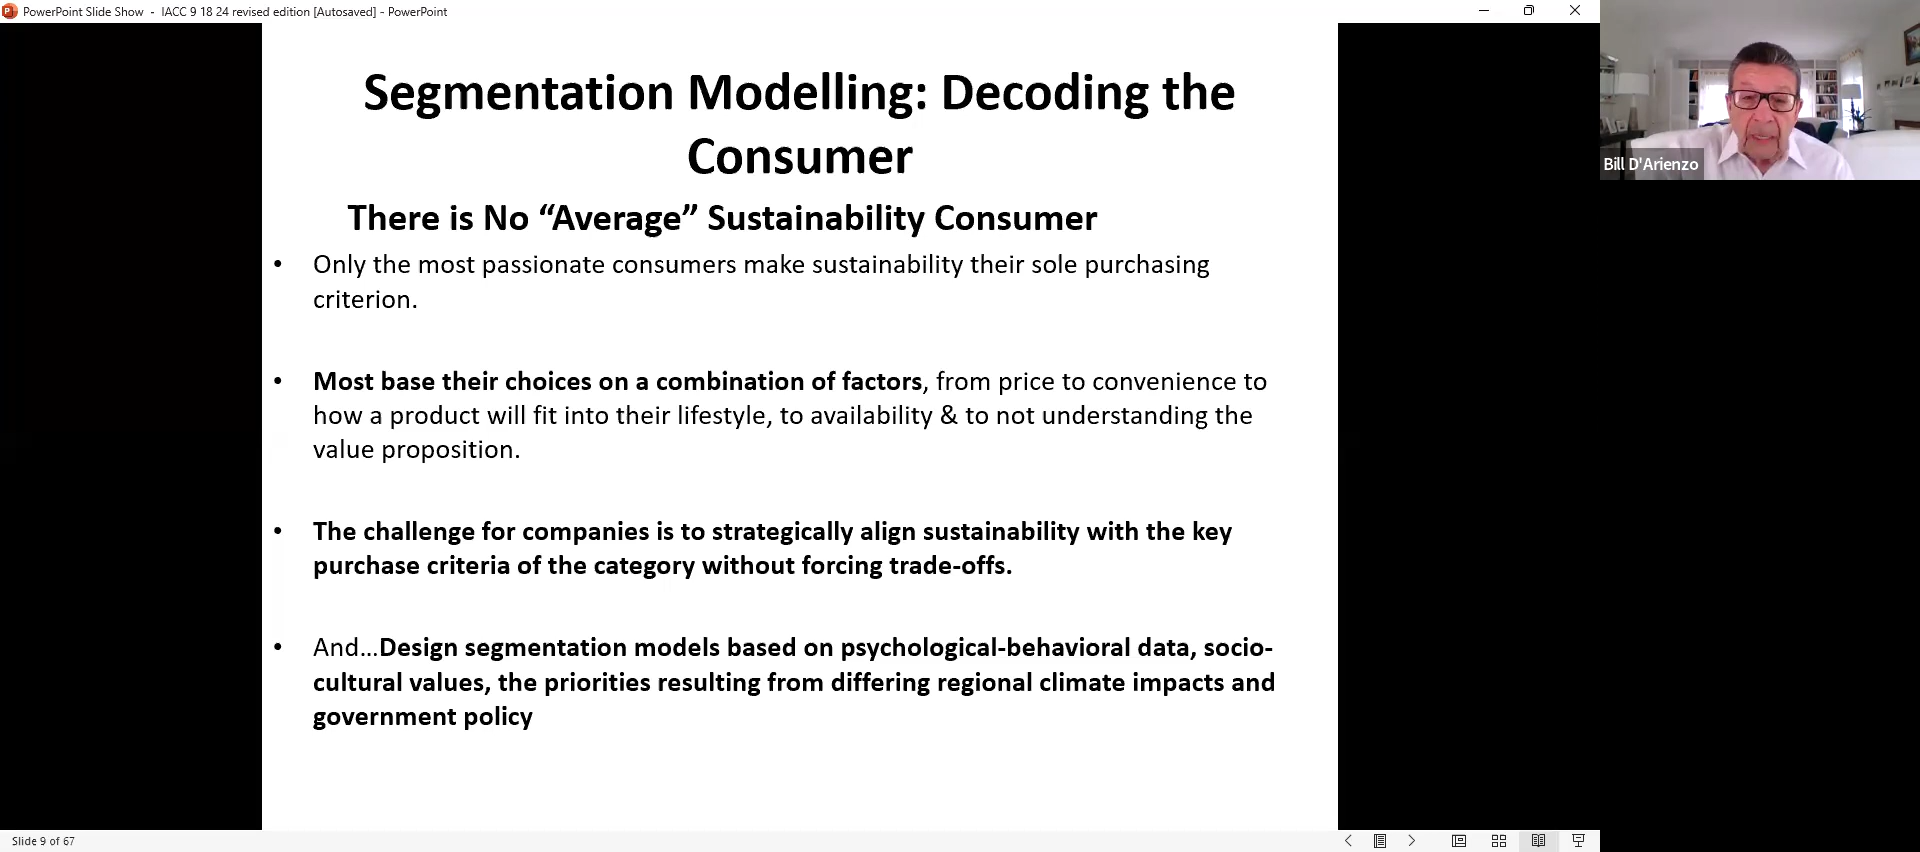 PowerPoint Slide Show - IACC 9 18 24 revised edition [Autosaved] - PowerPoint
Segmentation Modelling: Decoding the
Consumer
There is No “Average” Sustainability Consumer
• Only the most passionate consumers make sustainability their sole purchasing
criterion.
• Most base their choices on a combination of factors, from price to convenience to
how a product will fit into their lifestyle, to availability & to not understanding the
value proposition.
• The challenge for companies is to strategically align sustainability with the key
purchase criteria of the category without forcing trade-offs.
• And…Design segmentation models based on psychological-behavioral data, socio-
cultural values, the priorities resulting from differing regional climate impacts and
government policy
Bill D'Arienzo
Slide 9 of 67